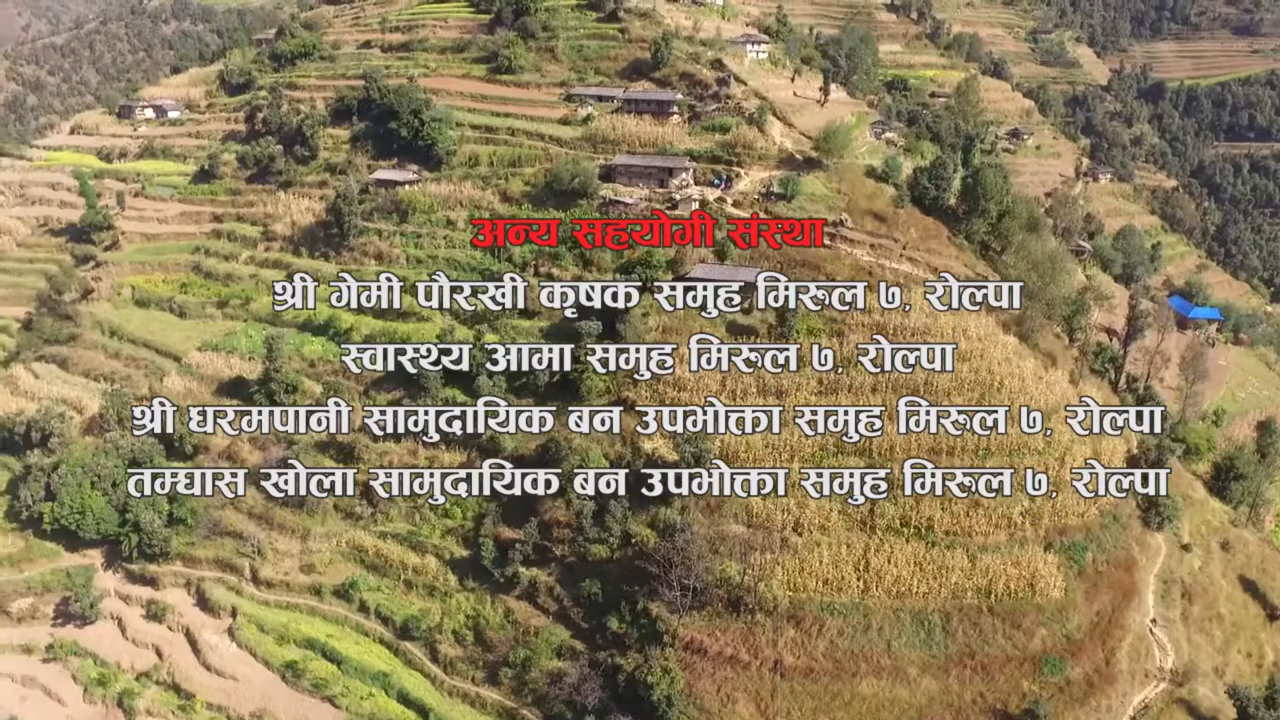 अन्य सहयोगी संस्था
श्री गेमी पौरखी कृषक समुह मिरूल ७, रोल्पा
स्वास्थ्य आमा समुह मिरूल ७, रोल्पा
श्री धरमपानी सामुदायिक बन उपभोक्ता समुह मिरूल ७, रोल्पा
तम्घास खोला सामुदायिक बन उपभोक्ता समुह मिरूल ७, रोल्पा